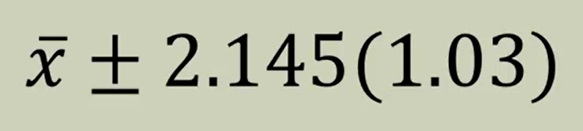 x̄ ± 2.145(1.03)